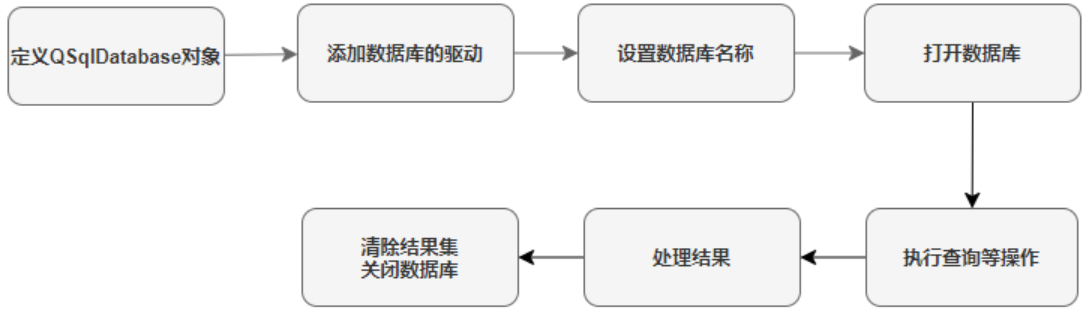 定义QSqlDatabase对象
添加数据库的驱动
设置数据库名称
打开数据库
执行查询等操作
处理结果
清除结果集
关闭数据库